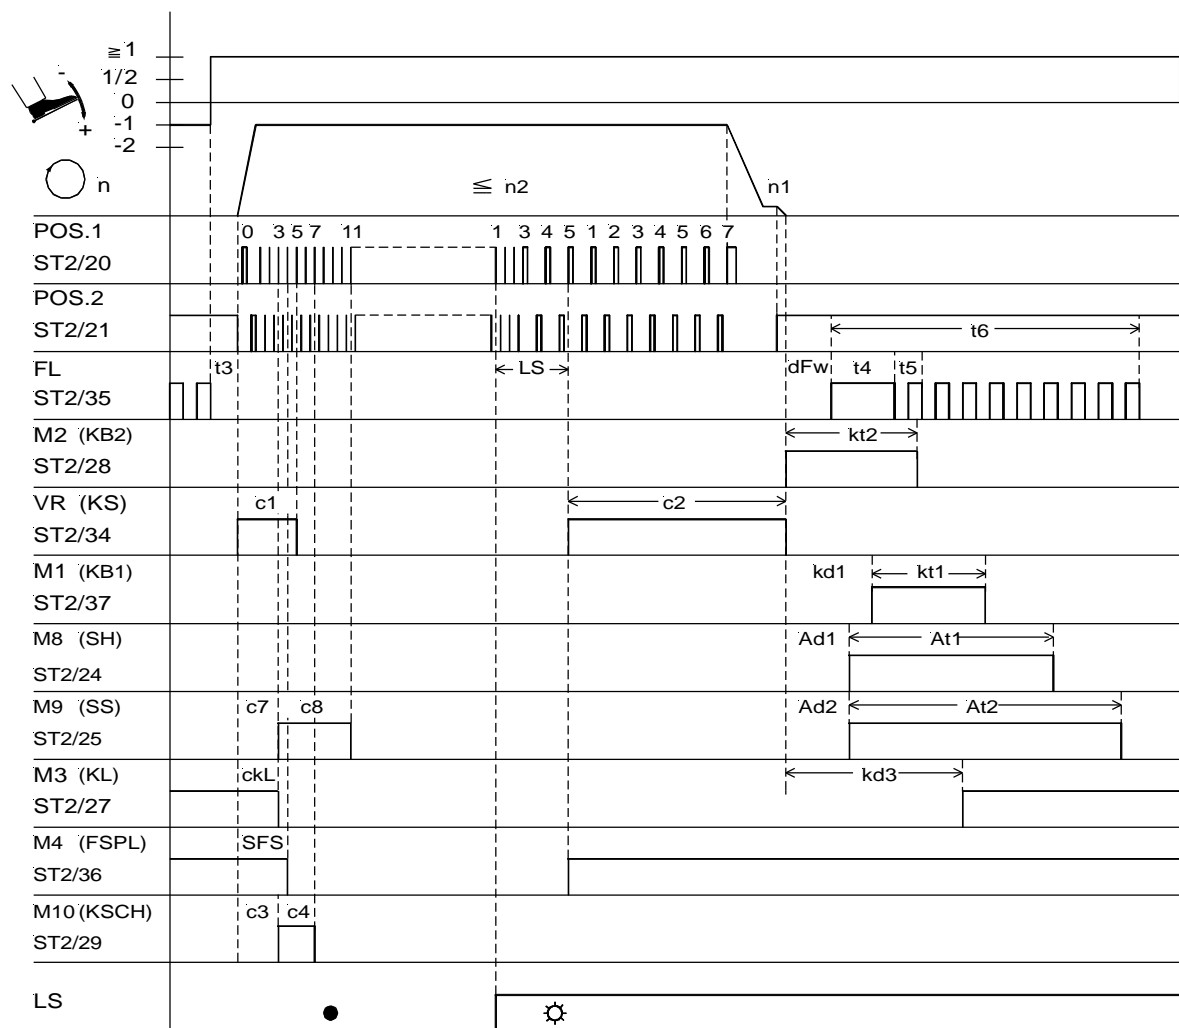 ≧1
1/2
-
0
-1
+
-2
n
≦ n2
n1
POS.1
0 3 5 7 11 1 3 4 5 1 2 3 4 5 6 7
ST2/20
POS.2
ST2/21
t6
FL
t3 LS dFw t4 t5
ST2/35
M2 (KB2)
kt2
ST2/28
VR (KS)
c1 c2
ST2/34
M1 (KB1)
kd1 kt1
ST2/37
M8 (SH)
Ad1 At1
ST2/24
M9 (SS)
c7 c8 Ad2 At2
ST2/25
M3 (KL)
ckL kd3
ST2/27
M4 (FSPL)
SFS
ST2/36
M10 (KSCH)
c3 c4
ST2/29
LS